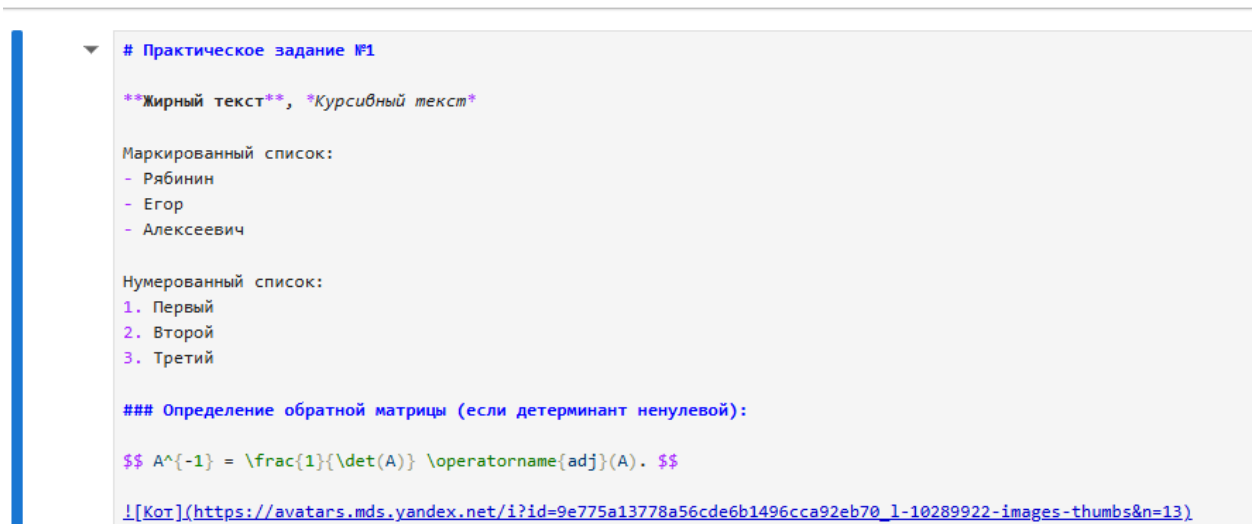 # Практическое задание №1
**Жирный текст**, *Курсивный текст*
Маркированный список:
- Рябинин
- Егор
- Алексеевич
Нумерованный список:
1. Первый
2. Второй
3. Третий
### Определение обратной матрицы (если детерминант ненулевой):
$$ A^{-1} = \frac{1}{\det(A)} \operatorname{adj}(A). $$
![Кот](https://avatars.mds.yandex.net/i?id=9e775a13778a56cde6b1496cca92eb70_l-10289922-images-thumbs&n=13)